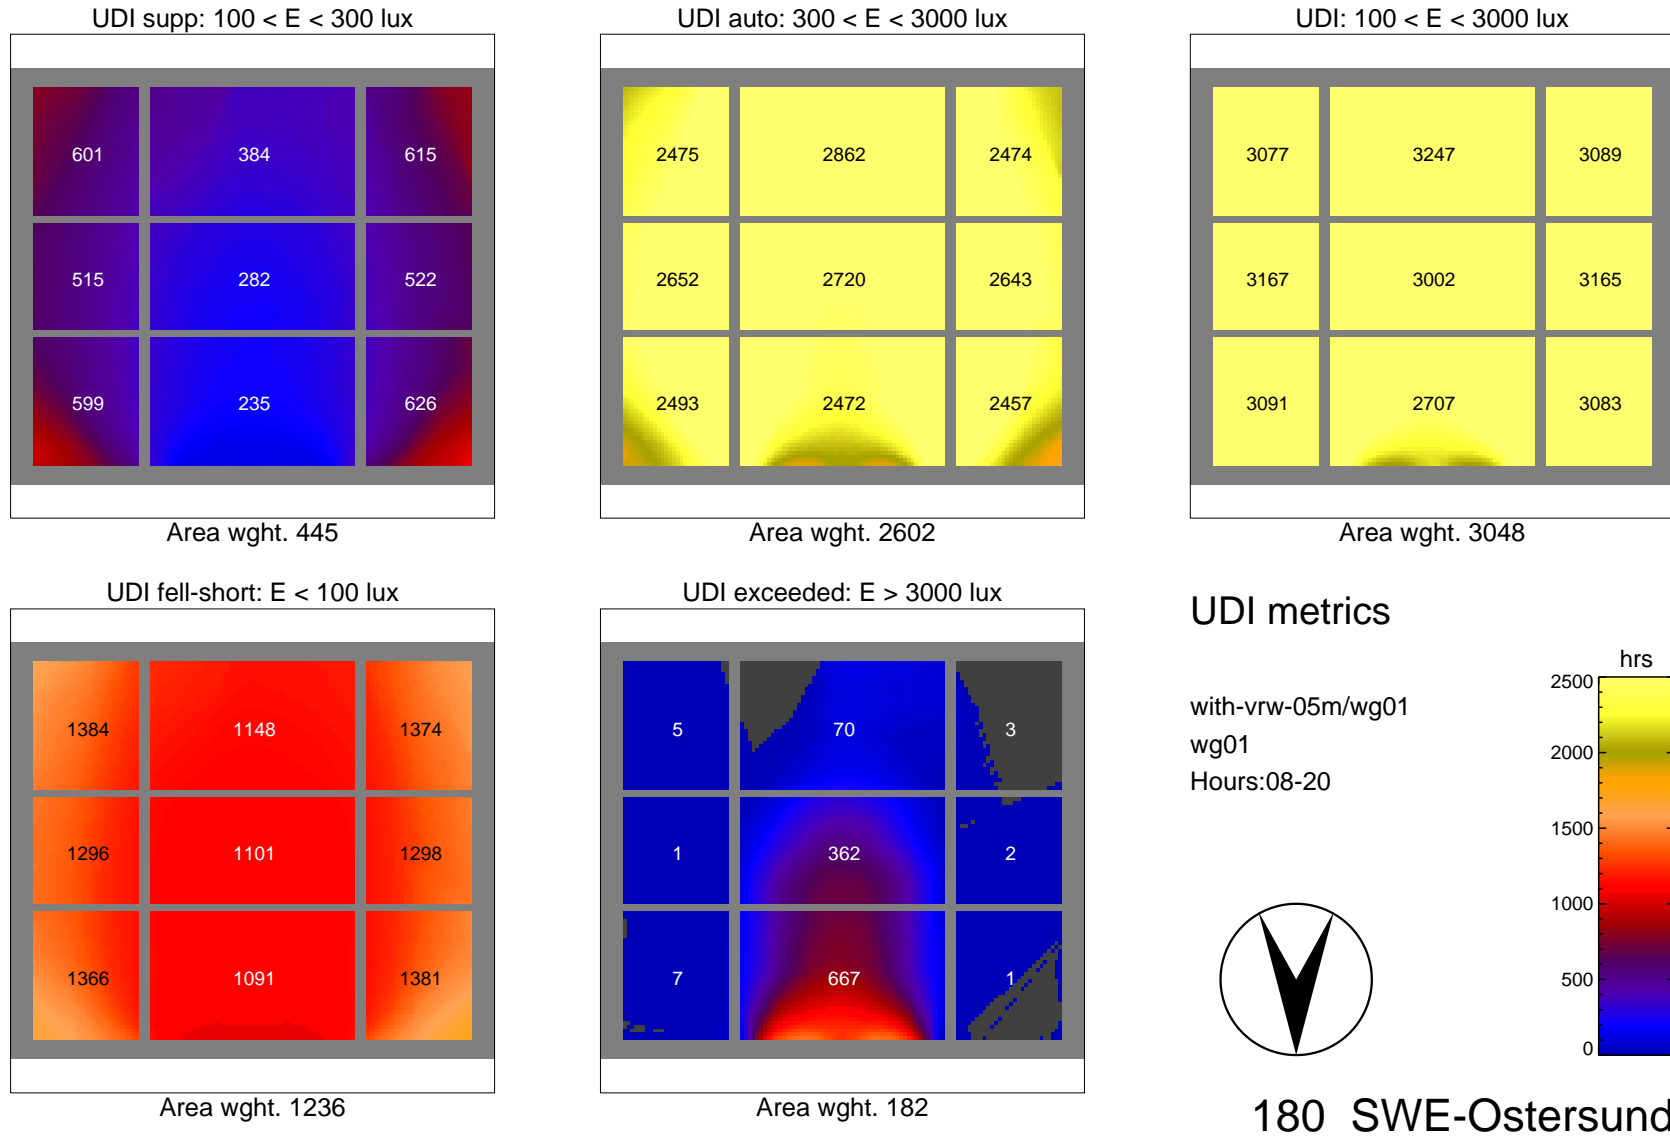 UDI supp: 100 < E < 300 lux
601 384 615
515 282 522
599 235 626
Area wght. 445
UDI auto: 300 < E < 3000 lux
2475 2862 2474
2652 2720 2643
2493 2472 2457
Area wght. 2602
UDI: 100 < E < 3000 lux
3077 3247 3089
3167 3002 3165
3091 2707 3083
Area wght. 3048
UDI fell-short: E < 100 lux
1384 1148 1374
1296 1101 1298
1366 1091 1381
Area wght. 1236
UDI exceeded: E > 3000 lux
5 70 3
1 362 2
7 667 1
Area wght. 182
UDI metrics
with-vrw-05m/wg01
wg01
Hours:08-20
hrs
2500
2000
1500
1000
500
0
180 SWE-Ostersund